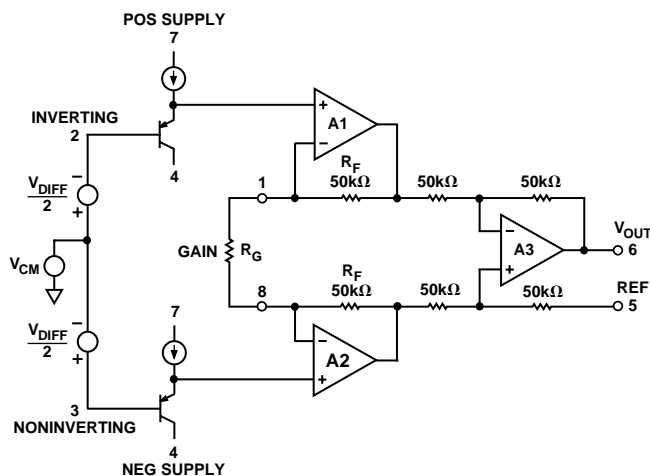 POS SUPPLY
7
INVERTING
2
4
A1
+
−
R_F
50kΩ
50kΩ
50kΩ
1
−
V_DIFF
2
+
V_CM
GAIN
R_G
−
+
A3
V_OUT
6
REF
5
8
R_F
50kΩ
50kΩ
50kΩ
−
V_DIFF
2
+
7
−
+
A2
3
NONINVERTING
4
NEG SUPPLY